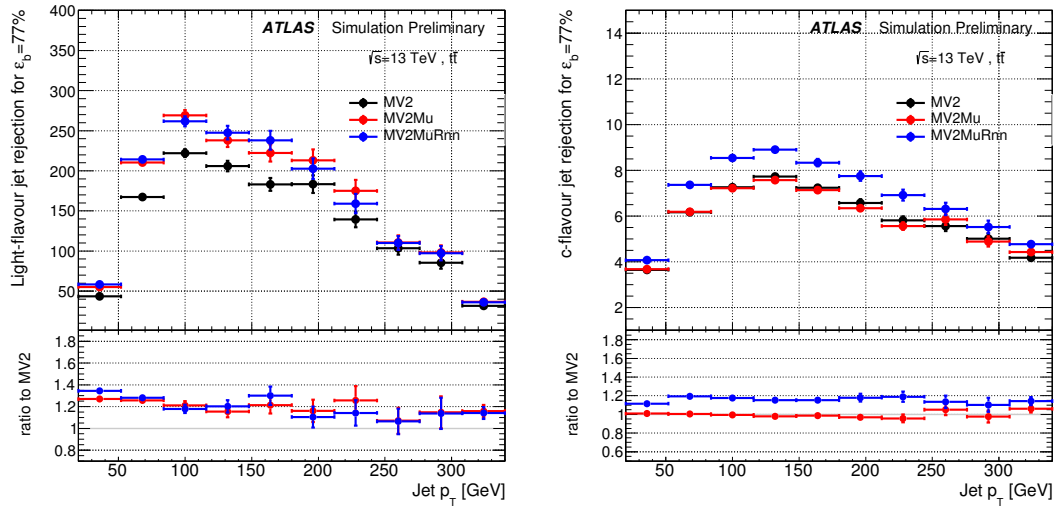 ATLAS Simulation Preliminary
√s=13 TeV , tt̄
MV2
MV2Mu
MV2MuRnn
Light-flavour jet rejection for ε_b=77%
400
350
300
250
200
150
100
50
ratio to MV2
1.8
1.6
1.4
1.2
1
0.8
50 100 150 200 250 300
Jet p_T [GeV]
ATLAS Simulation Preliminary
√s=13 TeV , tt̄
MV2
MV2Mu
MV2MuRnn
c-flavour jet rejection for ε_b=77%
14
12
10
8
6
4
2
ratio to MV2
1.8
1.6
1.4
1.2
1
0.8
0.6
50 100 150 200 250 300
Jet p_T [GeV]